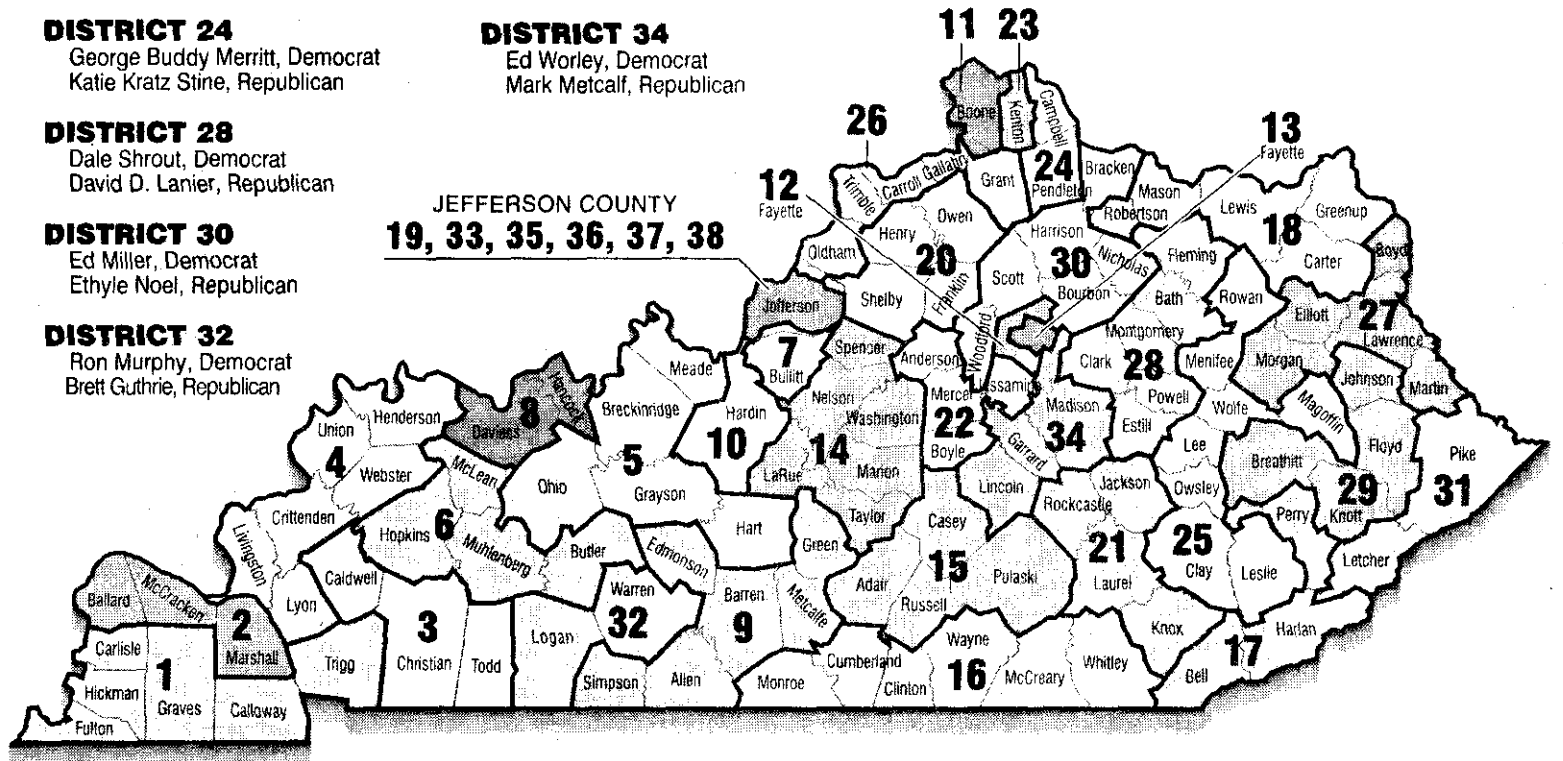 DISTRICT 24
George Buddy Merritt, Democrat
Katie Kratz Stine, Republican
DISTRICT 28
Dale Shrout, Democrat
David D. Lanier, Republican
DISTRICT 30
Ed Miller, Democrat
Ethyle Noel, Republican
DISTRICT 32
Ron Murphy, Democrat
Brett Guthrie, Republican
DISTRICT 34
Ed Worley, Democrat
Mark Metcalf, Republican
JEFFERSON COUNTY
19, 33, 35, 36, 37, 38
11
23
26
12
Fayette
13
Fayette
Boone
Kenton
Campbell
24
Pendleton
Grant
Bracken
Mason
Robertson
Lewis
18
Greenup
Carter
Boyd
Trimble
Carroll
Gallatin
Owen
Henry
20
Franklin
Oldham
Shelby
Jefferson
Harrison
Scott
30
Nicholas
Bourbon
Fleming
Bath
Rowan
Elliott
27
Lawrence
Morgan
Johnson
Martin
Magoffin
Floyd
Pike
31
7
Bullitt
Spencer
Anderson
Woodford
Jessamine
Clark
Montgomery
28
Menifee
Powell
Estill
Wolfe
Lee
Breathitt
29
Knott
Perry
Letcher
Owsley
Meade
Breckinridge
Hardin
10
Nelson
Washington
14
LaRue
Marion
Taylor
Mercer
22
Boyle
Garrard
Madison
34
Lincoln
Rockcastle
Jackson
21
Laurel
25
Clay
Leslie
Harlan
17
Bell
Knox
Whitley
8
Daviess
Hancock
Henderson
Union
4
Webster
McLean
Ohio
5
Grayson
Hart
Green
Casey
15
Adair
Russell
Pulaski
Wayne
16
McCreary
Cumberland
Clinton
Monroe
Crittenden
Livingston
Hopkins
6
Muhlenberg
Butler
Edmonson
Warren
32
Barren
9
Metcalfe
Allen
Simpson
Logan
Todd
3
Christian
Trigg
Caldwell
Lyon
Ballard
McCracken
2
Marshall
Carlisle
1
Graves
Hickman
Fulton
Calloway